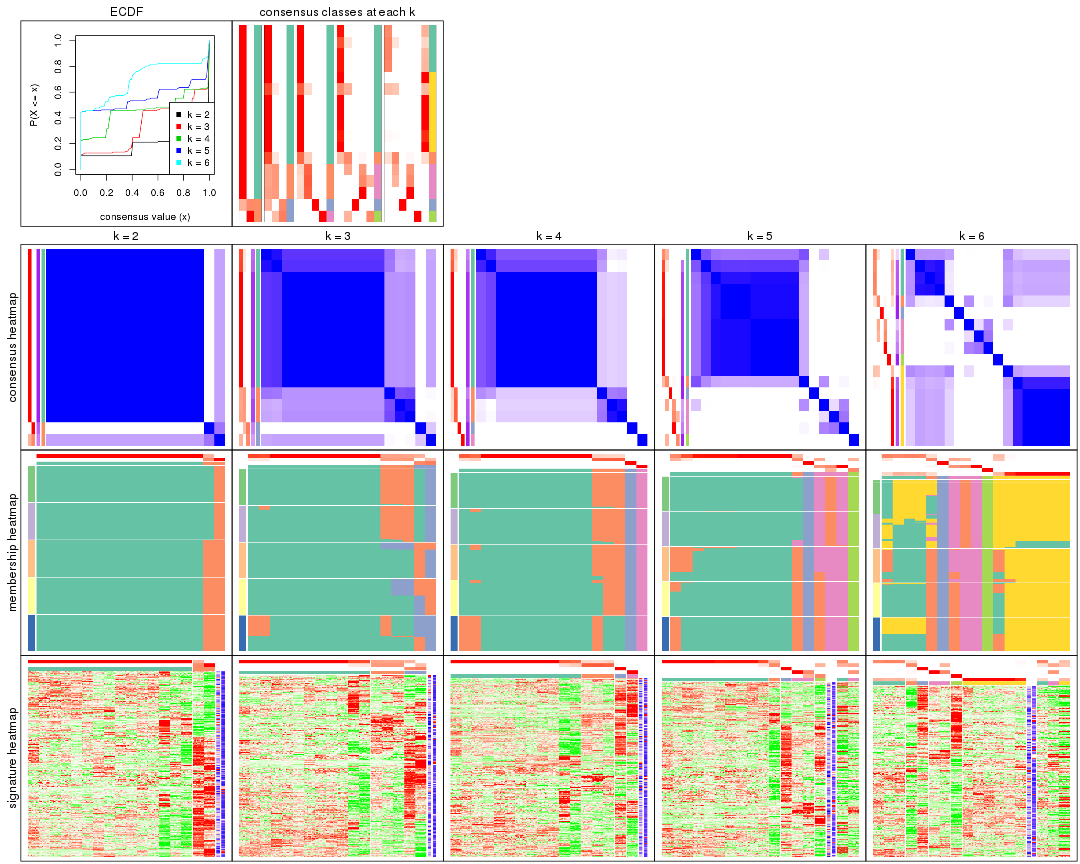 ECDF
consensus classes at each k
P(X <= x)
0.0 0.2 0.4 0.6 0.8 1.0
k = 2
k = 3
k = 4
k = 5
k = 6
0.0 0.2 0.4 0.6 0.8 1.0
consensus value (x)
k = 2
k = 3
k = 4
k = 5
k = 6
consensus heatmap
membership heatmap
signature heatmap